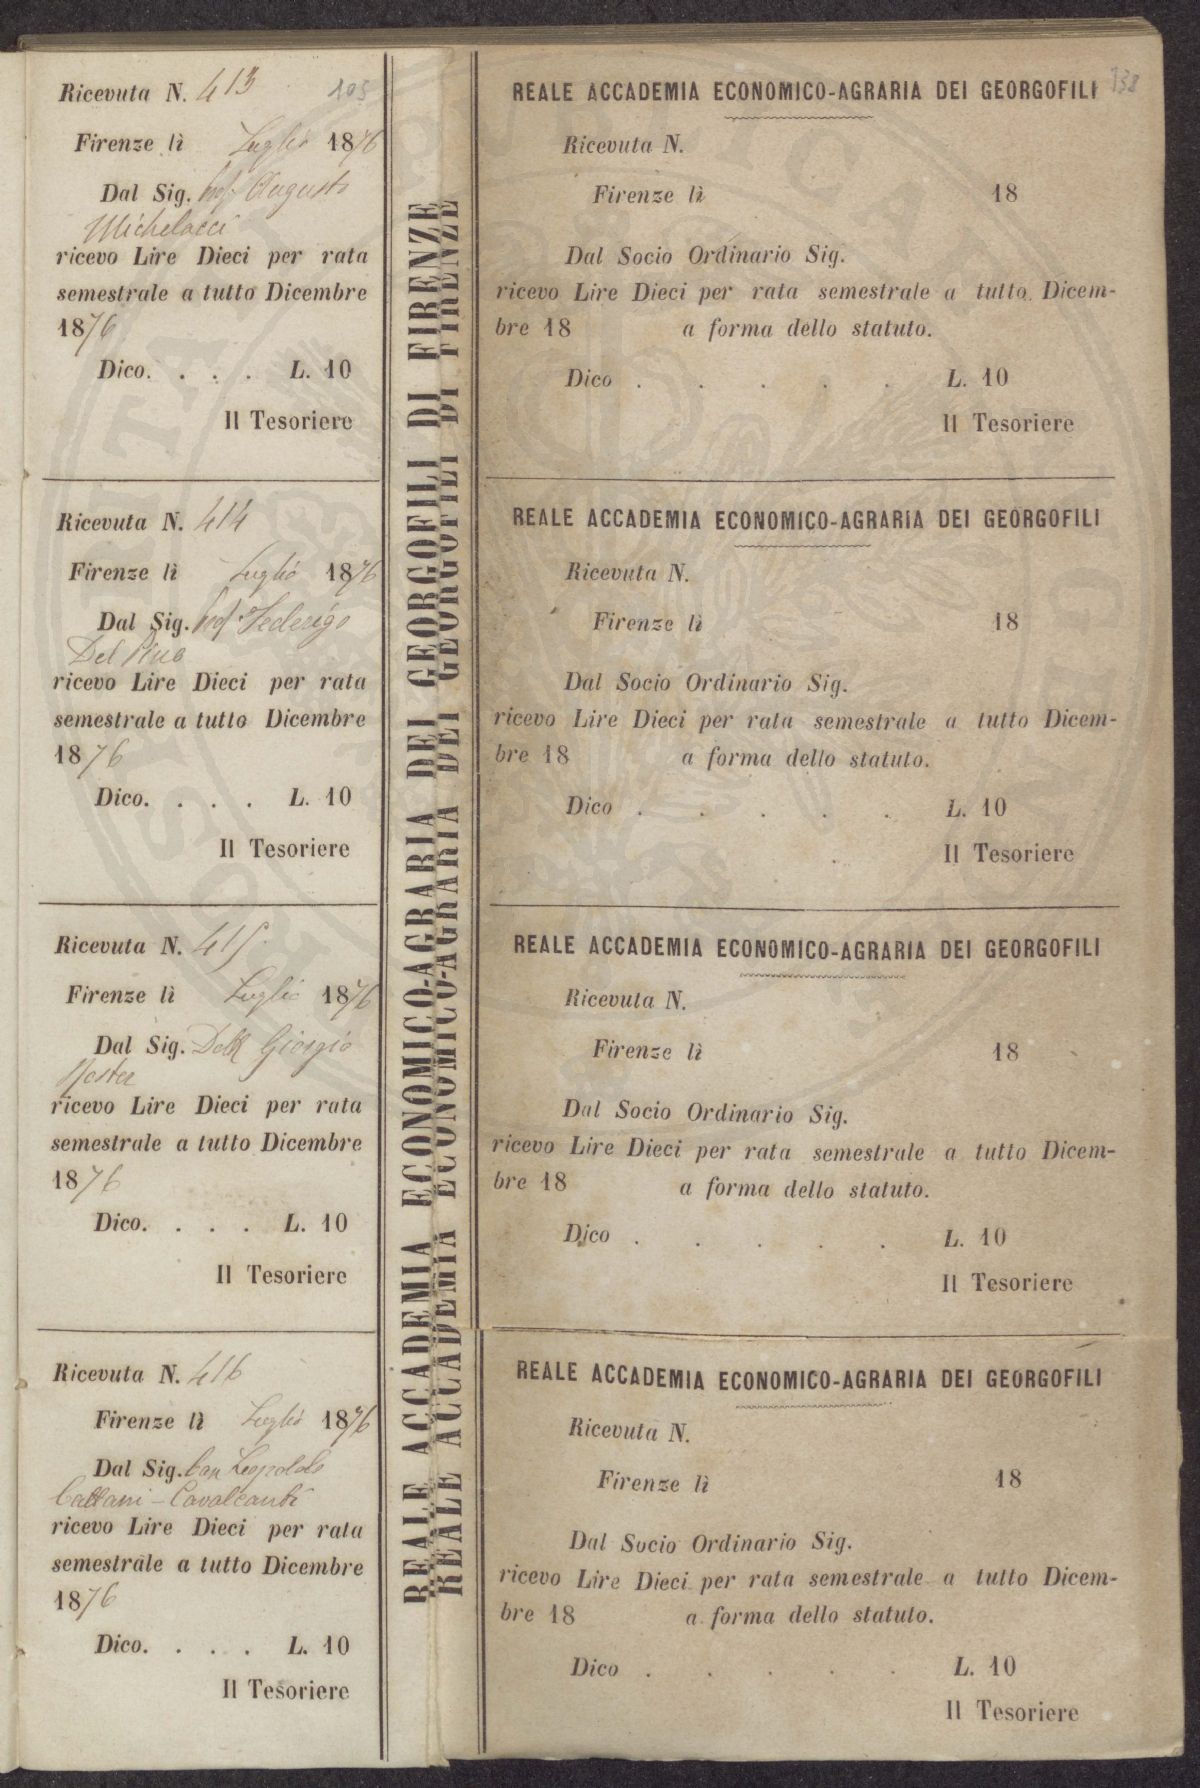 Ricevuta N. 413
103
Firenze lì Luglio 1876
Dal Sig. Prof Augusto
Michelacci
ricevo Lire Dieci per rata
semestrale a tutto Dicembre
1876
Dico. . . . L. 10
Il Tesoriere
Ricevuta N. 414
Firenze lì Luglio 1876
Dal Sig. Prof Federigo
Del Pino
ricevo Lire Dieci per rata
semestrale a tutto Dicembre
1876
Dico. . . . L. 10
Il Tesoriere
Ricevuta N. 415
Firenze lì Luglio 1876
Dal Sig. Dott Giorgio
Roster
ricevo Lire Dieci per rata
semestrale a tutto Dicembre
1876
Dico. . . . L. 10
Il Tesoriere
Ricevuta N. 416
Firenze lì Luglio 1876
Dal Sig. Cav Leopoldo
Cattani-Cavalcanti
ricevo Lire Dieci per rata
semestrale a tutto Dicembre
1876
Dico. . . . L. 10
Il Tesoriere
REALE ACCADEMIA ECONOMICO-AGRARIA DEI GEORGOFILI DI FIRENZE
REALE ACCADEMIA ECONOMICO-AGRARIA DEI GEORGOFILI DI FIRENZE
REALE ACCADEMIA ECONOMICO-AGRARIA DEI GEORGOFILI
138
Ricevuta N.
Firenze lì 18
Dal Socio Ordinario Sig.
ricevo Lire Dieci per rata semestrale a tutto Dicem-
bre 18 a forma dello statuto.
Dico . . . . . L. 10
Il Tesoriere
REALE ACCADEMIA ECONOMICO-AGRARIA DEI GEORGOFILI
Ricevuta N.
Firenze lì 18
Dal Socio Ordinario Sig.
ricevo Lire Dieci per rata semestrale a tutto Dicem-
bre 18 a forma dello statuto.
Dico . . . . . L. 10
Il Tesoriere
REALE ACCADEMIA ECONOMICO-AGRARIA DEI GEORGOFILI
Ricevuta N.
Firenze lì 18
Dal Socio Ordinario Sig.
ricevo Lire Dieci per rata semestrale a tutto Dicem-
bre 18 a forma dello statuto.
Dico . . . . . L. 10
Il Tesoriere
REALE ACCADEMIA ECONOMICO-AGRARIA DEI GEORGOFILI
Ricevuta N.
Firenze lì 18
Dal Socio Ordinario Sig.
ricevo Lire Dieci per rata semestrale a tutto Dicem-
bre 18 a forma dello statuto.
Dico . . . . . L. 10
Il Tesoriere